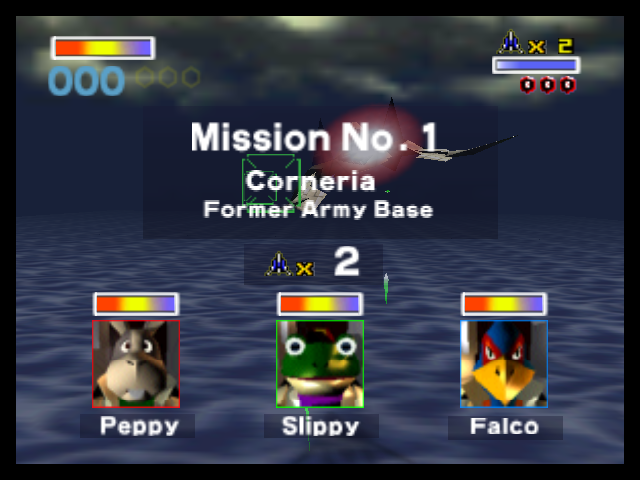 x 2
000
Mission No. 1
Corneria
Former Army Base
x 2
Peppy
Slippy
Falco